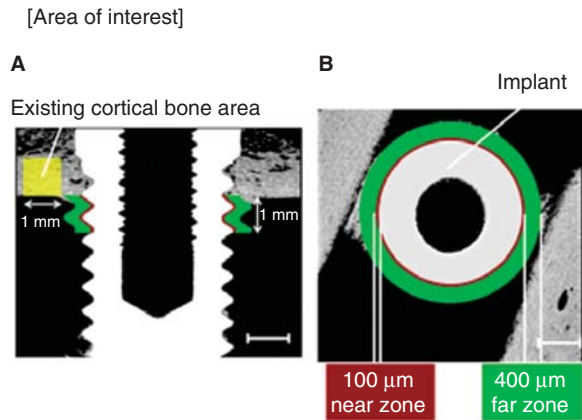 [Area of interest]
A
Existing cortical bone area
1 mm
1 mm
B
Implant
100 μm
near zone
400 μm
far zone